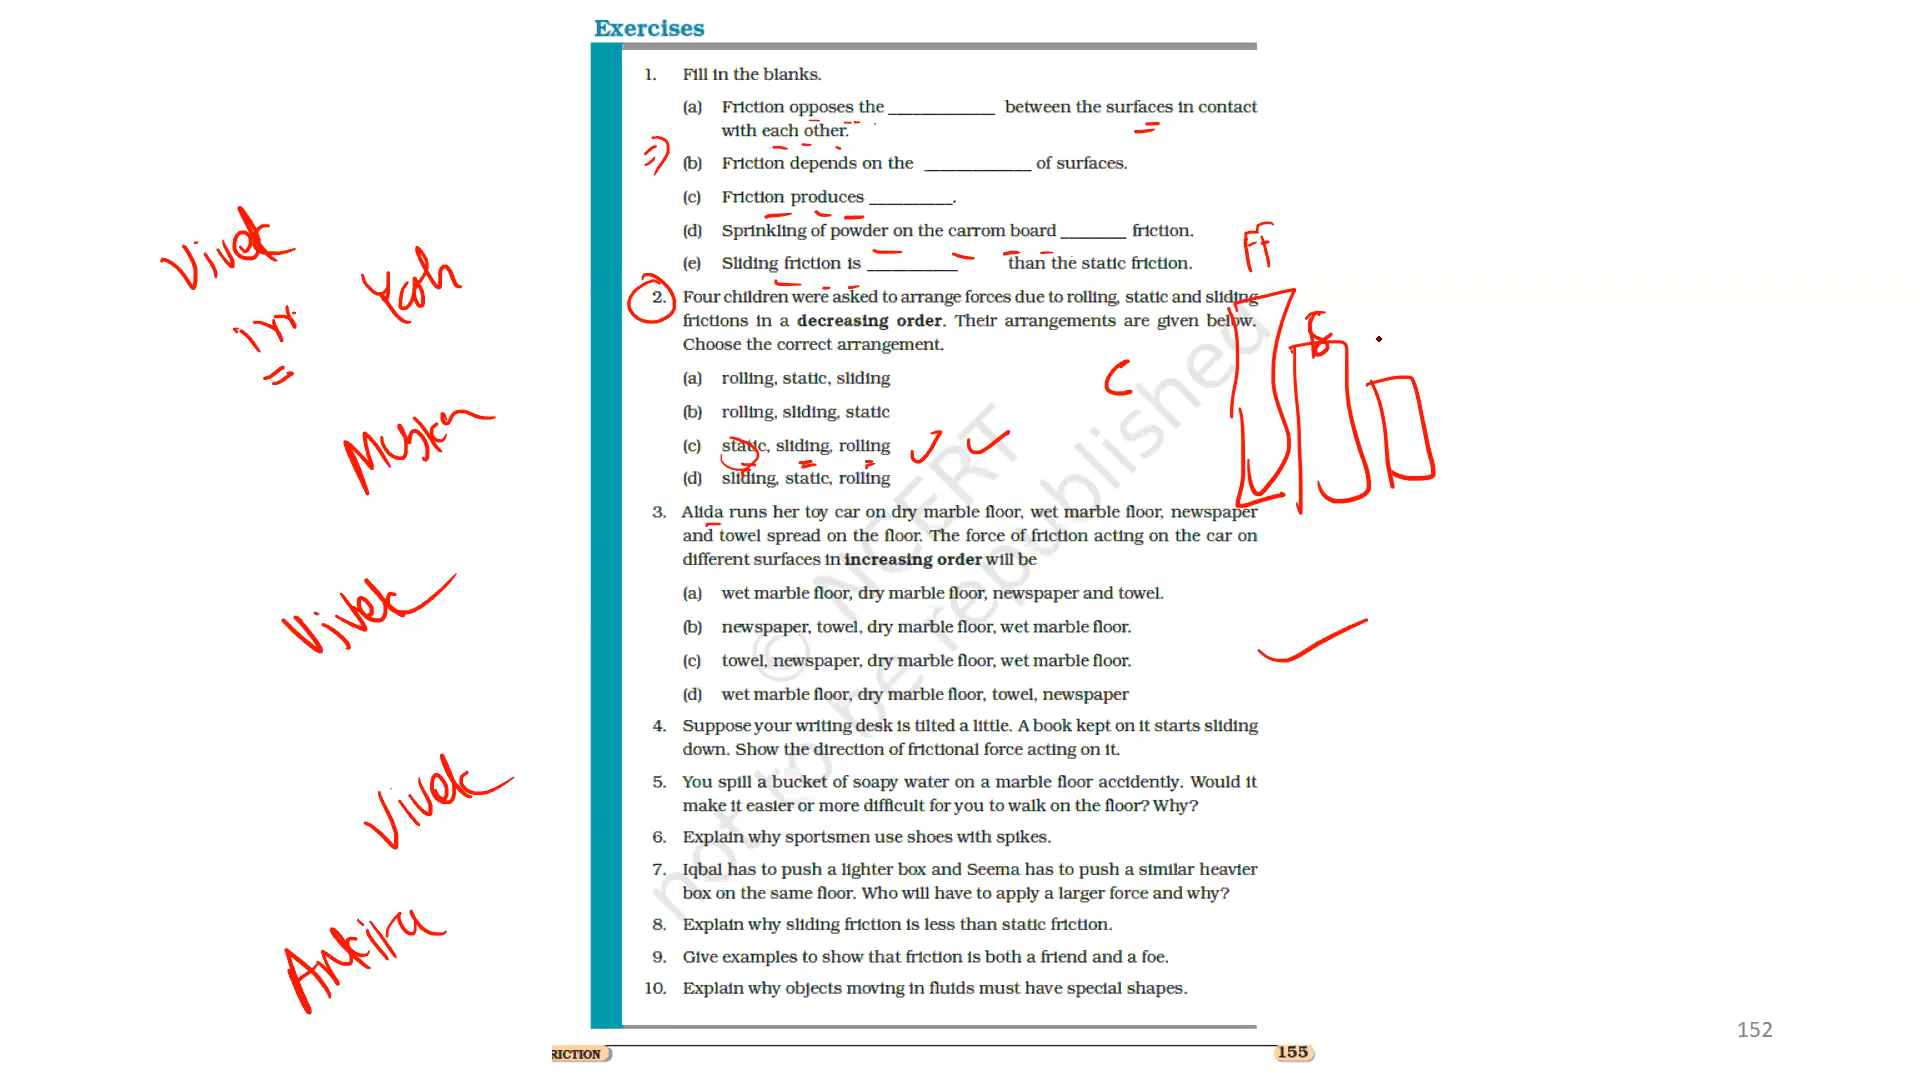 Exercises
1. Fill in the blanks.
(a) Friction opposes the ____________ between the surfaces in contact
with each other.
(b) Friction depends on the ____________ of surfaces.
(c) Friction produces _________.
(d) Sprinkling of powder on the carrom board _______ friction.
(e) Sliding friction is __________ than the static friction.
2. Four children were asked to arrange forces due to rolling, static and sliding
frictions in a decreasing order. Their arrangements are given below.
Choose the correct arrangement.
(a) rolling, static, sliding
(b) rolling, sliding, static
(c) static, sliding, rolling
(d) sliding, static, rolling
3. Alida runs her toy car on dry marble floor, wet marble floor, newspaper
and towel spread on the floor. The force of friction acting on the car on
different surfaces in increasing order will be
(a) wet marble floor, dry marble floor, newspaper and towel.
(b) newspaper, towel, dry marble floor, wet marble floor.
(c) towel, newspaper, dry marble floor, wet marble floor.
(d) wet marble floor, dry marble floor, towel, newspaper
4. Suppose your writing desk is tilted a little. A book kept on it starts sliding
down. Show the direction of frictional force acting on it.
5. You spill a bucket of soapy water on a marble floor accidently. Would it
make it easier or more difficult for you to walk on the floor? Why?
6. Explain why sportsmen use shoes with spikes.
7. Iqbal has to push a lighter box and Seema has to push a similar heavier
box on the same floor. Who will have to apply a larger force and why?
8. Explain why sliding friction is less than static friction.
9. Give examples to show that friction is both a friend and a foe.
10. Explain why objects moving in fluids must have special shapes.
RICTION
155
152
© NCERT
not to be republished
Vivek
Yash
irr
Muskan
Vivek
Vivek
Ankita
C